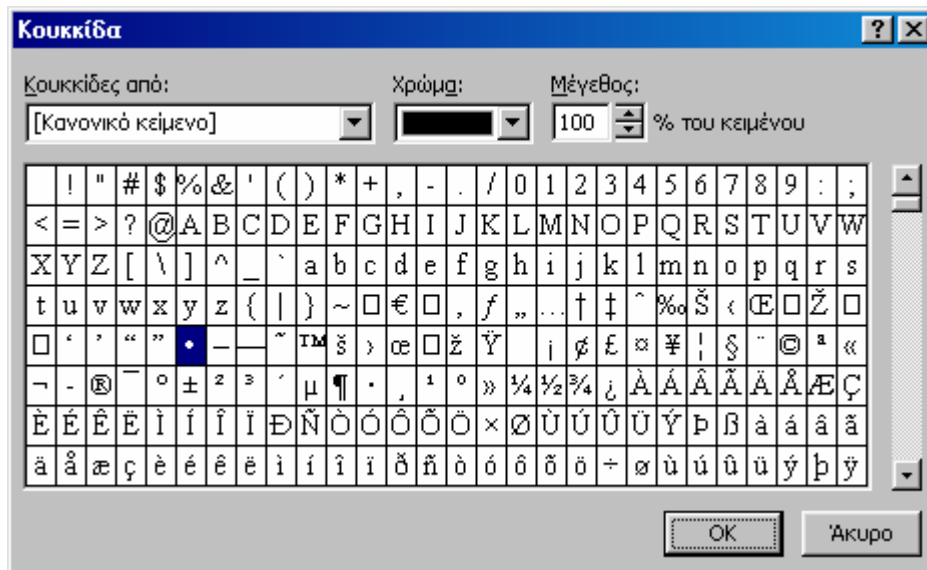 Κουκκίδα
Κουκκίδες από: Χρώμα: Μέγεθος:
[Κανονικό κείμενο] 100 % του κειμένου
! " # $ % & ' ( ) * + , - . / 0 1 2 3 4 5 6 7 8 9 : ;
< = > ? @ A B C D E F G H I J K L M N O P Q R S T U V W
X Y Z [ \ ] ^ _ ` a b c d e f g h i j k l m n o p q r s
t u v w x y z { | } ~ □ € □ ‚ ƒ „ … † ‡ ˆ ‰ Š ‹ Œ □ Ž □
□ ‘ ’ “ ” • – — ˜ ™ š › œ □ ž Ÿ ¡ ¢ £ ¤ ¥ ¦ § ¨ © ª «
¬ - ® ¯ ° ± ² ³ ´ µ ¶ · ¸ ¹ º » ¼ ½ ¾ ¿ À Á Â Ã Ä Å Æ Ç
È É Ê Ë Ì Í Î Ï Ð Ñ Ò Ó Ô Õ Ö × Ø Ù Ú Û Ü Ý Þ ß à á â ã
ä å æ ç è é ê ë ì í î ï ð ñ ò ó ô õ ö ÷ ø ù ú û ü ý þ ÿ
OK Άκυρο